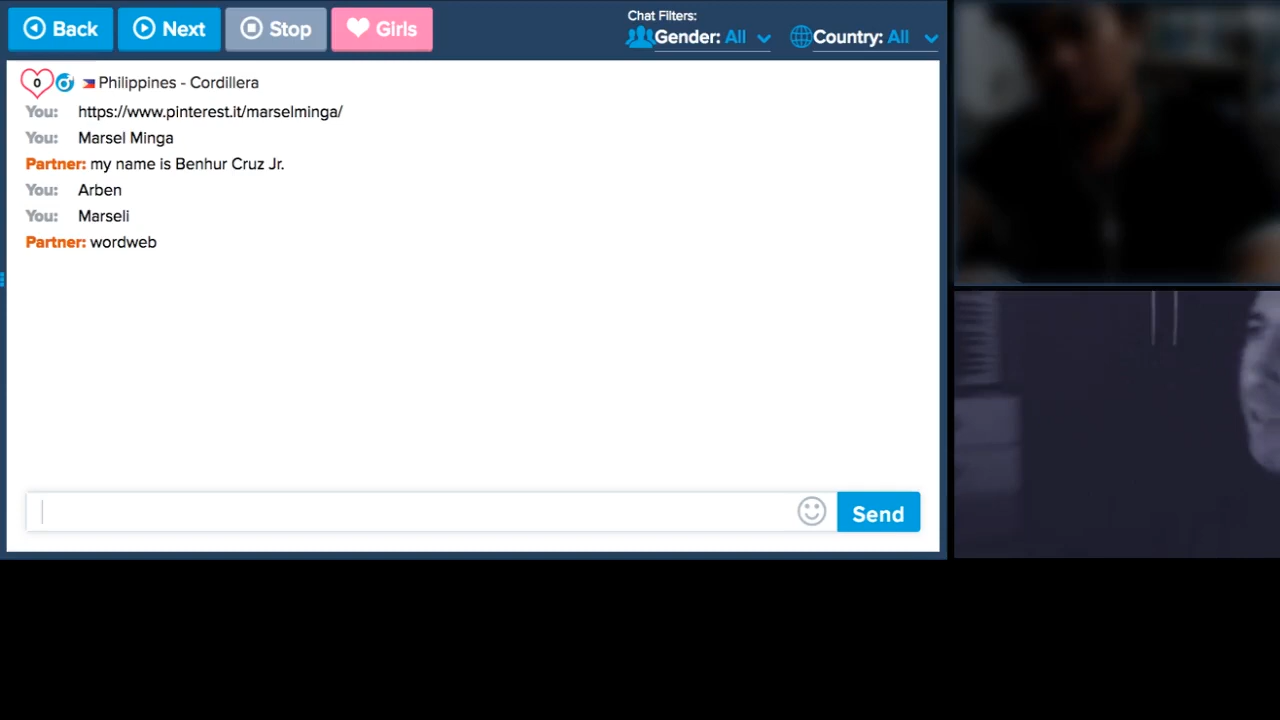 Back Next Stop Girls
Chat Filters:
Gender: All Country: All
0 Philippines - Cordillera
You: https://www.pinterest.it/marselminga/
You: Marsel Minga
Partner: my name is Benhur Cruz Jr.
You: Arben
You: Marseli
Partner: wordweb
Send